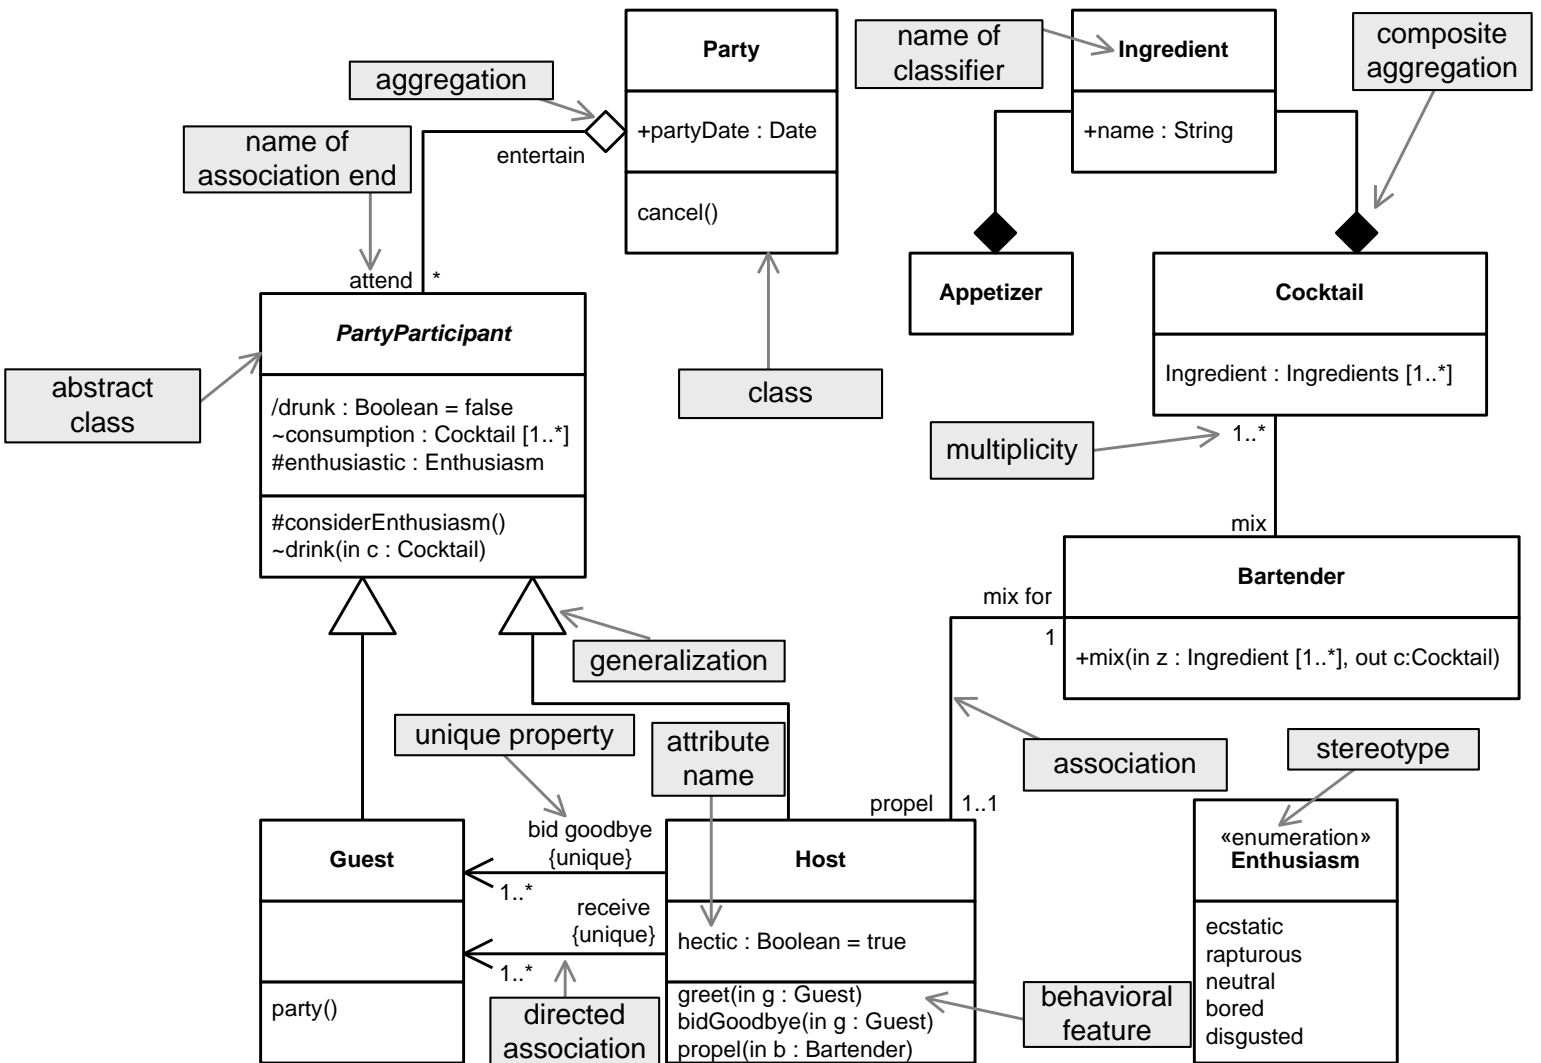 name of
classifier
composite
aggregation
Party
Ingredient
aggregation
+partyDate : Date
+name : String
name of
association end
entertain
cancel()
attend
*
Appetizer
Cocktail
PartyParticipant
abstract
class
class
Ingredient : Ingredients [1..*]
/drunk : Boolean = false
~consumption : Cocktail [1..*]
#enthusiastic : Enthusiasm
multiplicity
1..*
#considerEnthusiasm()
~drink(in c : Cocktail)
mix
Bartender
mix for
1
generalization
+mix(in z : Ingredient [1..*], out c:Cocktail)
unique property
attribute
name
association
stereotype
propel
1..1
bid goodbye
{unique}
1..*
Guest
Host
«enumeration»
Enthusiasm
receive
{unique}
1..*
hectic : Boolean = true
ecstatic
rapturous
neutral
bored
disgusted
party()
directed
association
greet(in g : Guest)
bidGoodbye(in g : Guest)
propel(in b : Bartender)
behavioral
feature